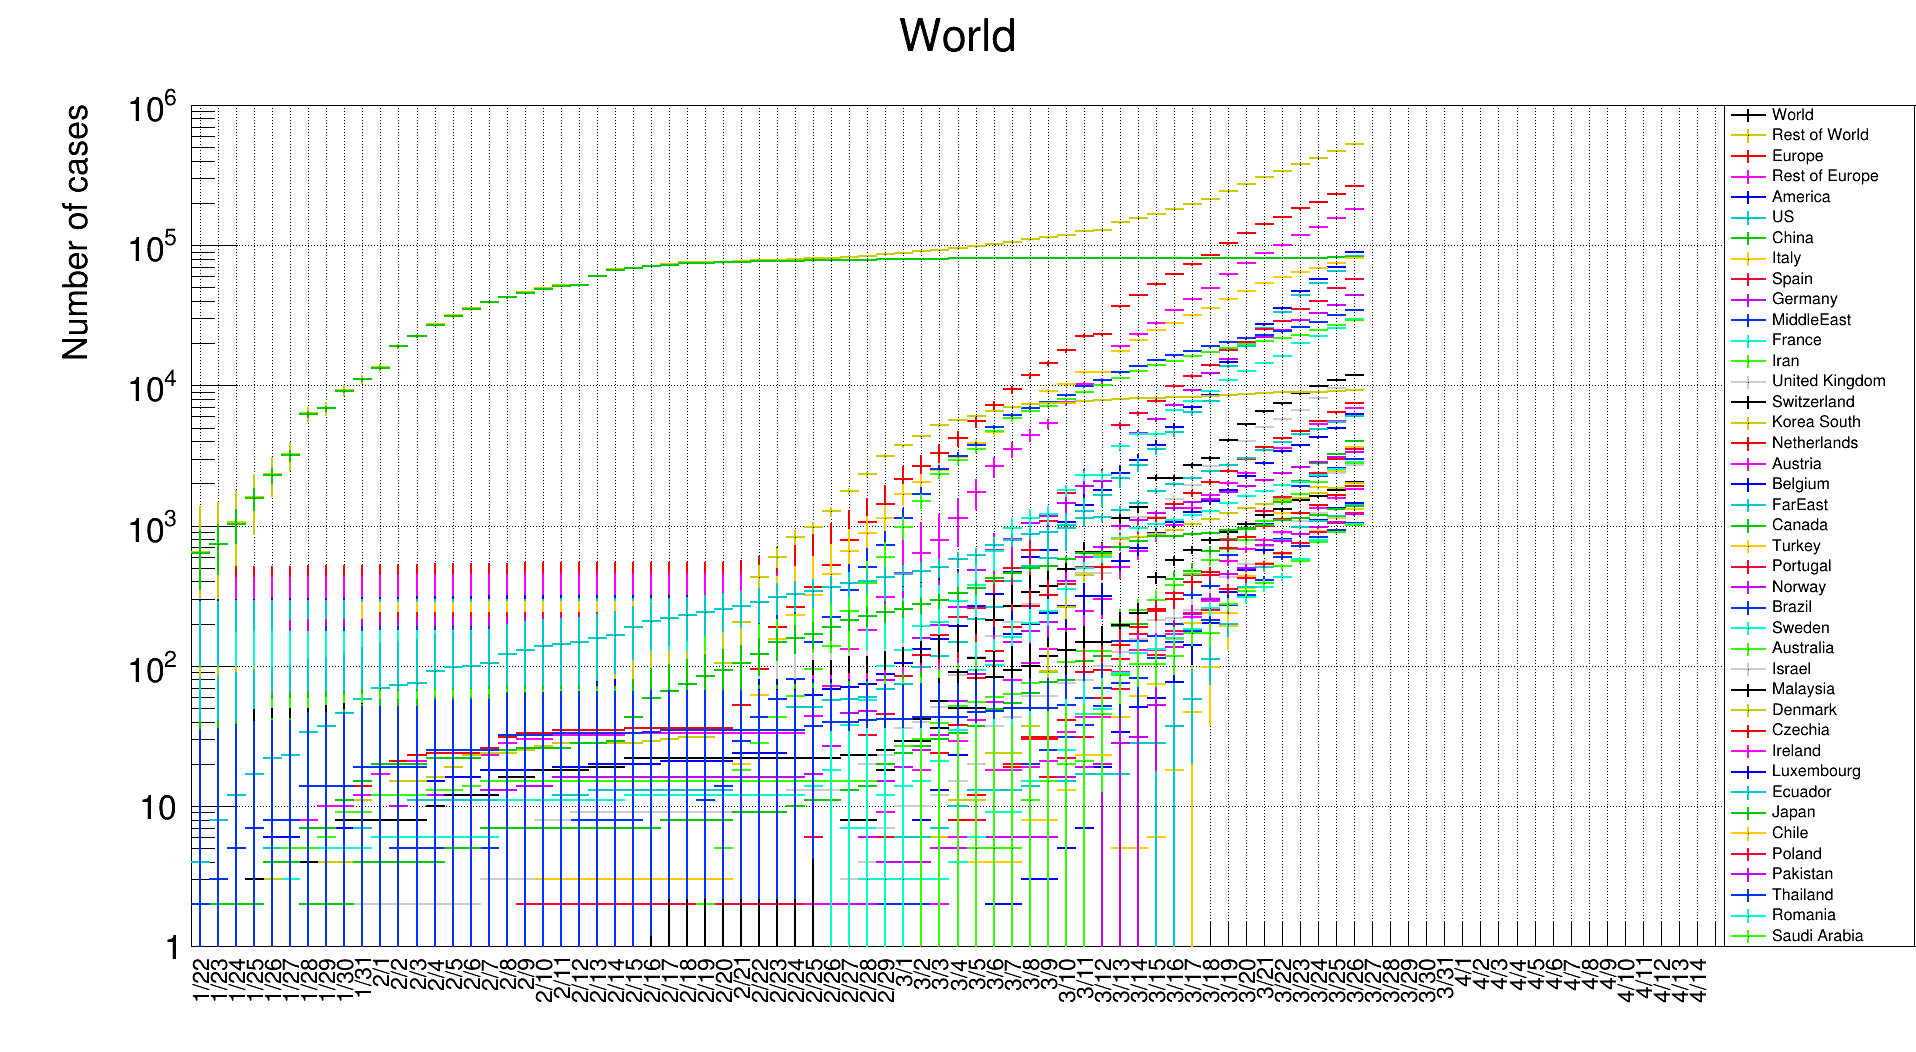 World
Number of cases
10^6
10^5
10^4
10^3
10^2
10
1
1/22 1/23 1/24 1/25 1/26 1/27 1/28 1/29 1/30 1/31 2/1 2/2 2/3 2/4 2/5 2/6 2/7 2/8 2/9 2/10 2/11 2/12 2/13 2/14 2/15 2/16 2/17 2/18 2/19 2/20 2/21 2/22 2/23 2/24 2/25 2/26 2/27 2/28 2/29 3/1 3/2 3/3 3/4 3/5 3/6 3/7 3/8 3/9 3/10 3/11 3/12 3/13 3/14 3/15 3/16 3/17 3/18 3/19 3/20 3/21 3/22 3/23 3/24 3/25 3/26 3/27 3/28 3/29 3/30 3/31 4/1 4/2 4/3 4/4 4/5 4/6 4/7 4/8 4/9 4/10 4/11 4/12 4/13 4/14
World
Rest of World
Europe
Rest of Europe
America
US
China
Italy
Spain
Germany
MiddleEast
France
Iran
United Kingdom
Switzerland
Korea South
Netherlands
Austria
Belgium
FarEast
Canada
Turkey
Portugal
Norway
Brazil
Sweden
Australia
Israel
Malaysia
Denmark
Czechia
Ireland
Luxembourg
Ecuador
Japan
Chile
Poland
Pakistan
Thailand
Romania
Saudi Arabia